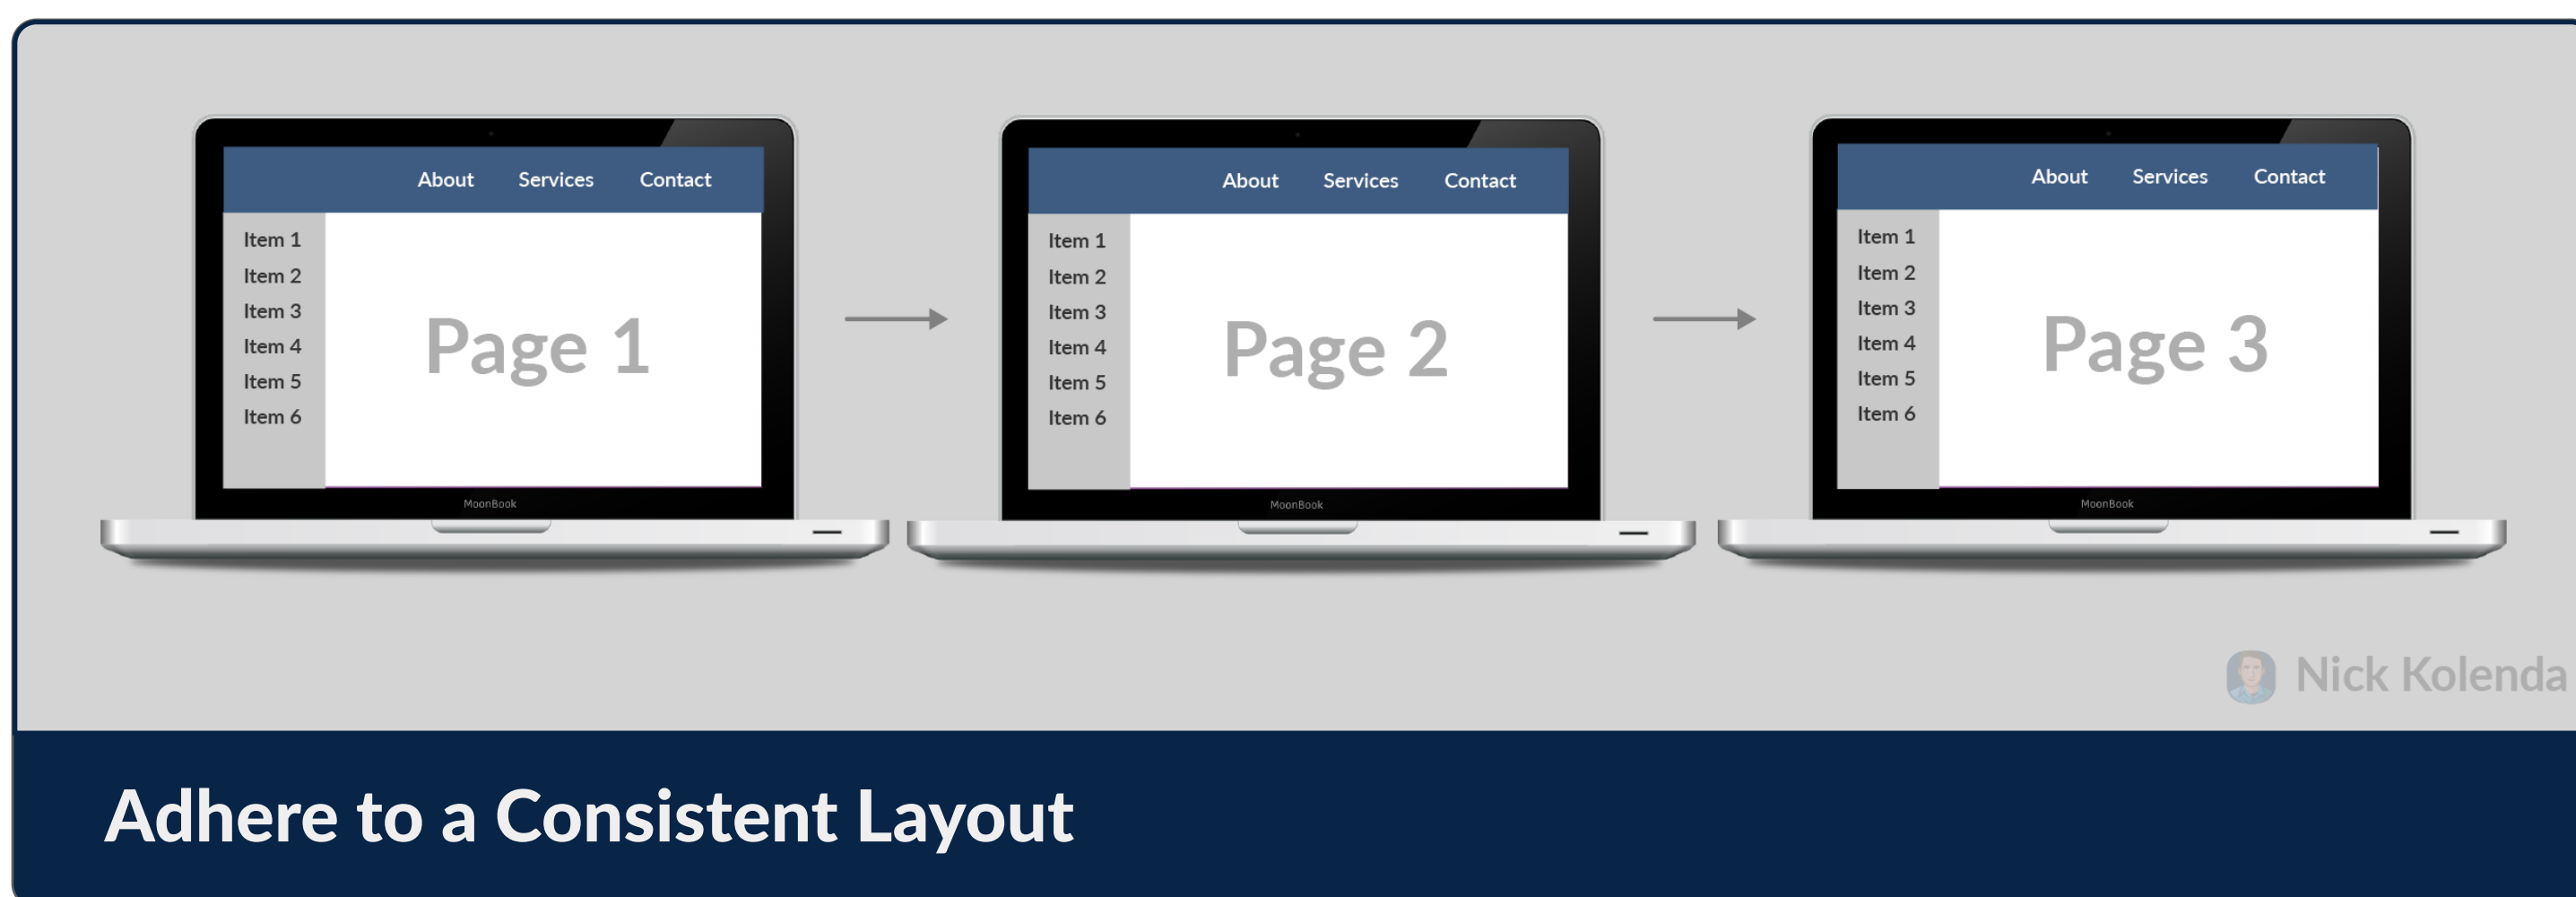 About Services Contact
Item 1
Item 2
Item 3
Item 4
Item 5
Item 6
Page 1
MoonBook
About Services Contact
Item 1
Item 2
Item 3
Item 4
Item 5
Item 6
Page 2
MoonBook
About Services Contact
Item 1
Item 2
Item 3
Item 4
Item 5
Item 6
Page 3
MoonBook
Nick Kolenda
Adhere to a Consistent Layout